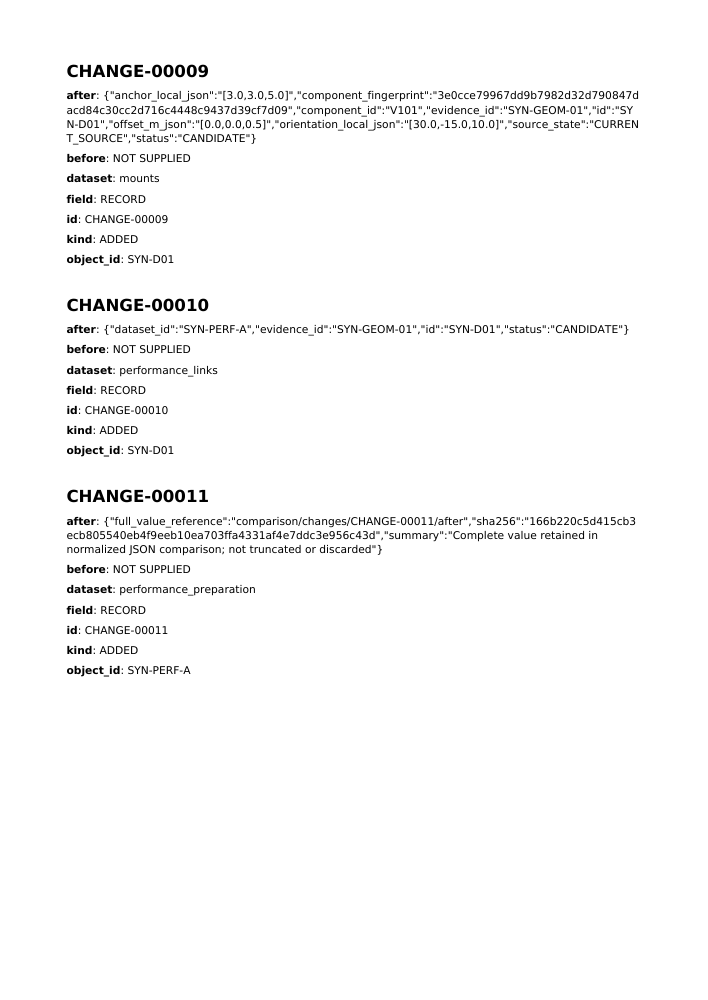 CHANGE-00009
after: {"anchor_local_json":"[3.0,3.0,5.0]","component_fingerprint":"3e0cce79967dd9b7982d32d790847d
acd84c30cc2d716c4448c9437d39cf7d09","component_id":"V101","evidence_id":"SYN-GEOM-01","id":"SY
N-D01","offset_m_json":"[0.0,0.0,0.5]","orientation_local_json":"[30.0,-15.0,10.0]","source_state":"CURREN
T_SOURCE","status":"CANDIDATE"}
before: NOT SUPPLIED
dataset: mounts
field: RECORD
id: CHANGE-00009
kind: ADDED
object_id: SYN-D01
CHANGE-00010
after: {"dataset_id":"SYN-PERF-A","evidence_id":"SYN-GEOM-01","id":"SYN-D01","status":"CANDIDATE"}
before: NOT SUPPLIED
dataset: performance_links
field: RECORD
id: CHANGE-00010
kind: ADDED
object_id: SYN-D01
CHANGE-00011
after: {"full_value_reference":"comparison/changes/CHANGE-00011/after","sha256":"166b220c5d415cb3
ecb805540eb4f9eeb10ea703ffa4331af4e7ddc3e956c43d","summary":"Complete value retained in
normalized JSON comparison; not truncated or discarded"}
before: NOT SUPPLIED
dataset: performance_preparation
field: RECORD
id: CHANGE-00011
kind: ADDED
object_id: SYN-PERF-A